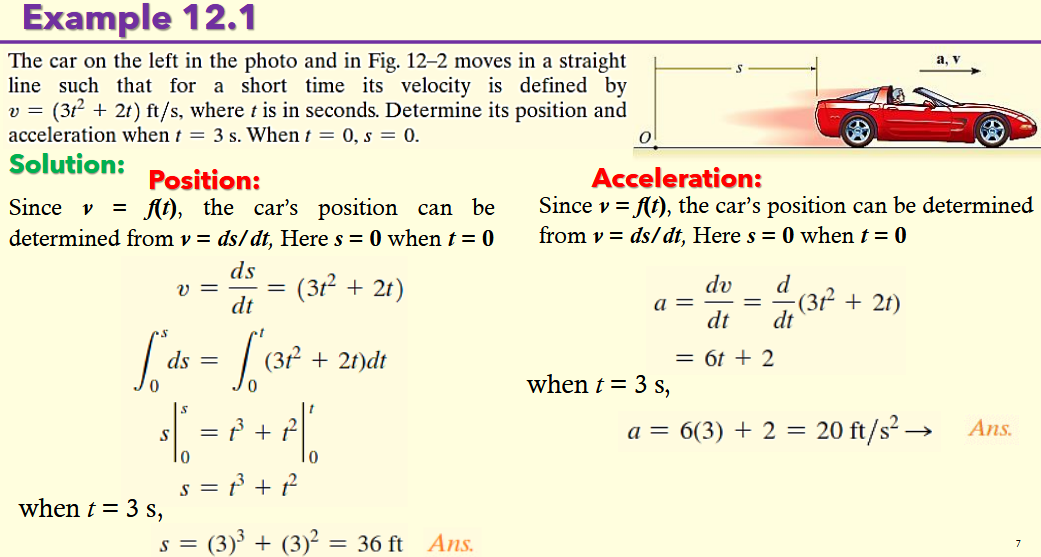 Example 12.1
The car on the left in the photo and in Fig. 12–2 moves in a straight
line such that for a short time its velocity is defined by
v = (3t² + 2t) ft/s, where t is in seconds. Determine its position and
acceleration when t = 3 s. When t = 0, s = 0.
s
a, v
O
Solution:
Position:
Since v = f(t), the car's position can be
determined from v = ds/dt, Here s = 0 when t = 0
v = ds/dt = (3t² + 2t)
∫₀ˢ ds = ∫₀ᵗ (3t² + 2t)dt
s|₀ˢ = t³ + t²|₀ᵗ
s = t³ + t²
when t = 3 s,
s = (3)³ + (3)² = 36 ft Ans.
Acceleration:
Since v = f(t), the car's position can be determined
from v = ds/dt, Here s = 0 when t = 0
a = dv/dt = d/dt (3t² + 2t)
= 6t + 2
when t = 3 s,
a = 6(3) + 2 = 20 ft/s² → Ans.
7